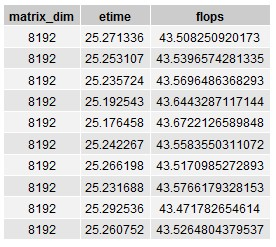 matrix_dim etime flops
8192 25.271336 43.508250920173
8192 25.253107 43.5396574281335
8192 25.235724 43.5696486368293
8192 25.192543 43.6443287117144
8192 25.176458 43.6722126589848
8192 25.242267 43.5583550311072
8192 25.266198 43.5170985272893
8192 25.231688 43.5766179328153
8192 25.292536 43.471782654614
8192 25.260752 43.5264804379537